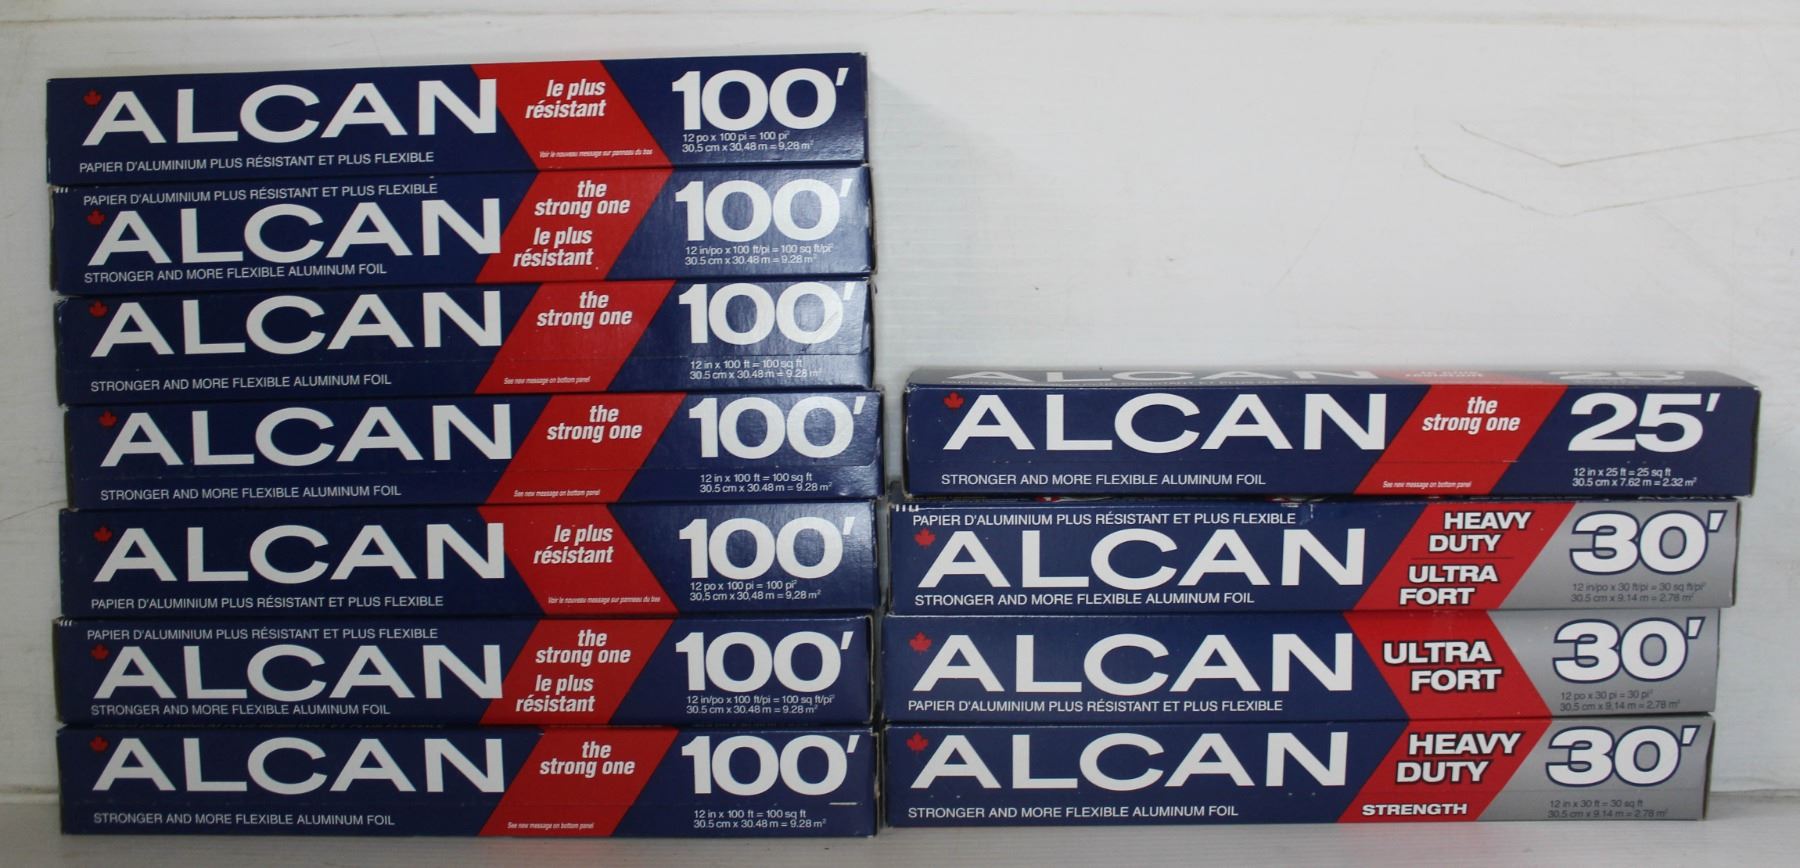 ALCAN
le plus
résistant
100'
12 po x 100 pi = 100 pi²
30,5 cm x 30,48 m = 9,28 m²
PAPIER D'ALUMINIUM PLUS RÉSISTANT ET PLUS FLEXIBLE
Voir le nouveau message sur panneau du bas
PAPIER D'ALUMINIUM PLUS RÉSISTANT ET PLUS FLEXIBLE
ALCAN
the
strong one
le plus
résistant
100'
12 in/po x 100 ft/pi = 100 sq ft/pi²
30.5 cm x 30.48 m = 9.28 m²
STRONGER AND MORE FLEXIBLE ALUMINUM FOIL
ALCAN
the
strong one
100'
12 in x 100 ft = 100 sq ft
30.5 cm x 30.48 m = 9.28 m²
STRONGER AND MORE FLEXIBLE ALUMINUM FOIL
See new message on bottom panel
ALCAN
the
strong one
100'
12 in x 100 ft = 100 sq ft
30.5 cm x 30.48 m = 9.28 m²
STRONGER AND MORE FLEXIBLE ALUMINUM FOIL
See new message on bottom panel
ALCAN
le plus
résistant
100'
12 po x 100 pi = 100 pi²
30,5 cm x 30,48 m = 9,28 m²
PAPIER D'ALUMINIUM PLUS RÉSISTANT ET PLUS FLEXIBLE
Voir le nouveau message sur panneau du bas
PAPIER D'ALUMINIUM PLUS RÉSISTANT ET PLUS FLEXIBLE
ALCAN
the
strong one
le plus
résistant
100'
12 in/po x 100 ft/pi = 100 sq ft/pi²
30.5 cm x 30.48 m = 9.28 m²
STRONGER AND MORE FLEXIBLE ALUMINUM FOIL
ALCAN
the
strong one
100'
12 in x 100 ft = 100 sq ft
30.5 cm x 30.48 m = 9.28 m²
STRONGER AND MORE FLEXIBLE ALUMINUM FOIL
See new message on bottom panel
ALCAN
25'
ALCAN
the
strong one
25'
12 in x 25 ft = 25 sq ft
30.5 cm x 7.62 m = 2.32 m²
STRONGER AND MORE FLEXIBLE ALUMINUM FOIL
See new message on bottom panel
PAPIER D'ALUMINIUM PLUS RÉSISTANT ET PLUS FLEXIBLE
ALCAN
HEAVY
DUTY
ULTRA
FORT
30'
12 in/po x 30 ft/pi = 30 sq ft/pi²
30.5 cm x 9.14 m = 2.78 m²
STRONGER AND MORE FLEXIBLE ALUMINUM FOIL
ALCAN
ULTRA
FORT
30'
12 po x 30 pi = 30 pi²
30,5 cm x 9,14 m = 2,78 m²
PAPIER D'ALUMINIUM PLUS RÉSISTANT ET PLUS FLEXIBLE
ALCAN
HEAVY
DUTY
STRENGTH
30'
12 in x 30 ft = 30 sq ft
30.5 cm x 9.14 m = 2.78 m²
STRONGER AND MORE FLEXIBLE ALUMINUM FOIL